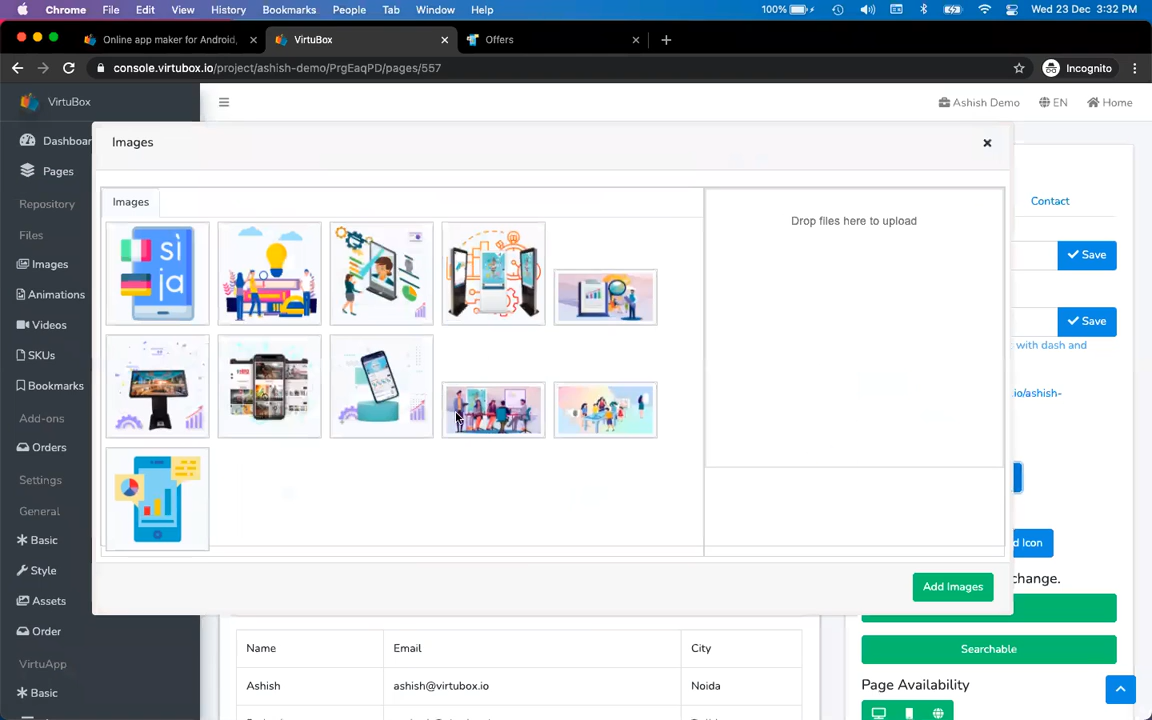 Chrome File Edit View History Bookmarks People Tab Window Help 100% Wed 23 Dec 3:32 PM
Online app maker for Android, VirtuBox Offers
console.virtubox.io/project/ashish-demo/PrgEaqPD/pages/557 Incognito
VirtuBox Ashish Demo EN Home
Dashboar
Pages
Repository
Files
Images
Animations
Videos
SKUs
Bookmarks
Add-ons
Orders
Settings
General
Basic
Style
Assets
Order
VirtuApp
Basic
Images
Images
Drop files here to upload
sì
ja
Add Images
Contact
Save
Save
with dash and
io/ashish-
d Icon
change.
Searchable
Page Availability
Name Email City
Ashish ashish@virtubox.io Noida